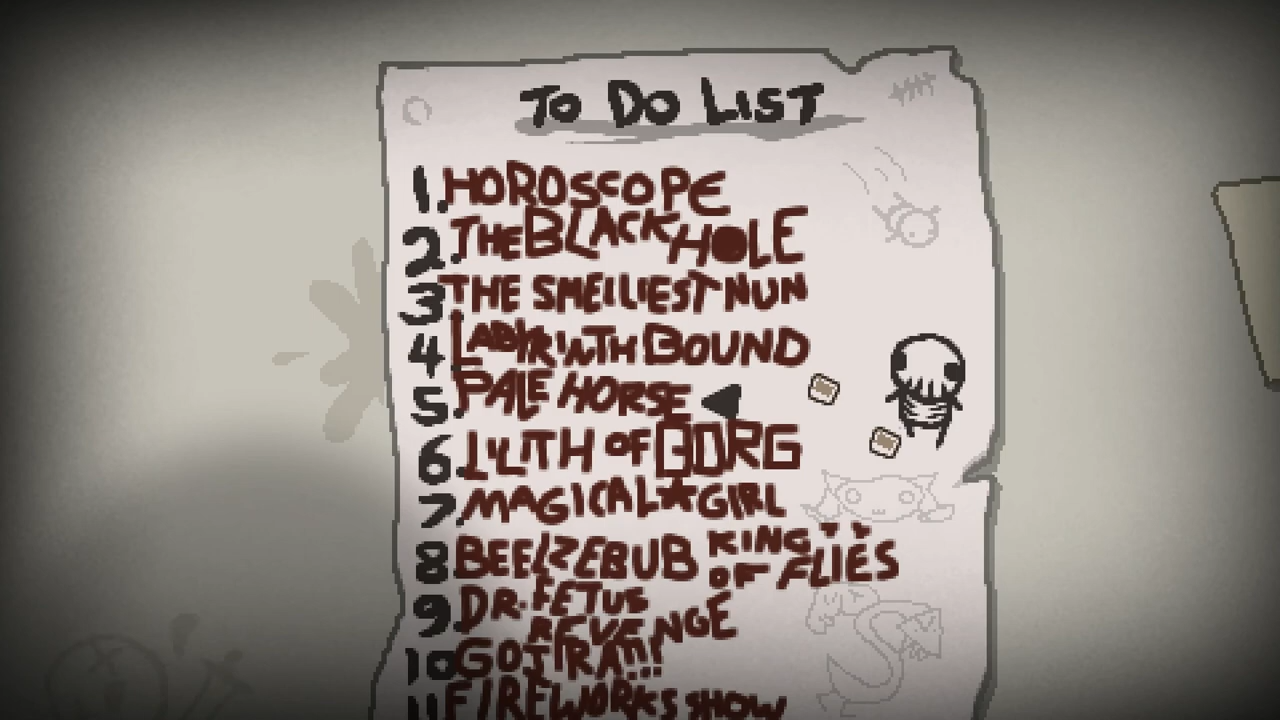 TO DO LIST
1. HOROSCOPE
2. THE BLACK HOLE
3 THE SMELLIEST NUN
4 LABYRINTH BOUND
5. PALE HORSE
6. LILITH OF BORG
7. MAGICAL★GIRL
8 BEELZEBUB KING OF FLIES
9. DR. FETUS REVENGE
10 GOJIRA!!!
11 FIREWORKS SHOW